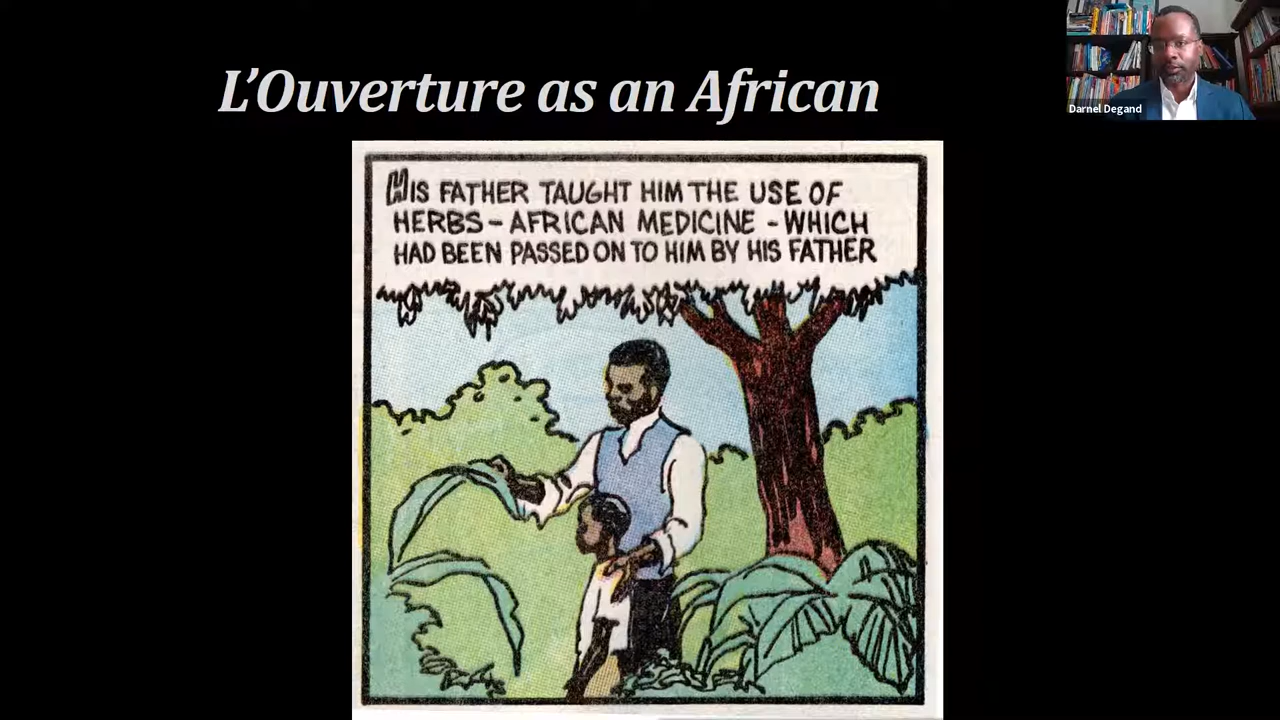 L'Ouverture as an African
Darnel Degand
HIS FATHER TAUGHT HIM THE USE OF
HERBS - AFRICAN MEDICINE - WHICH
HAD BEEN PASSED ON TO HIM BY HIS FATHER